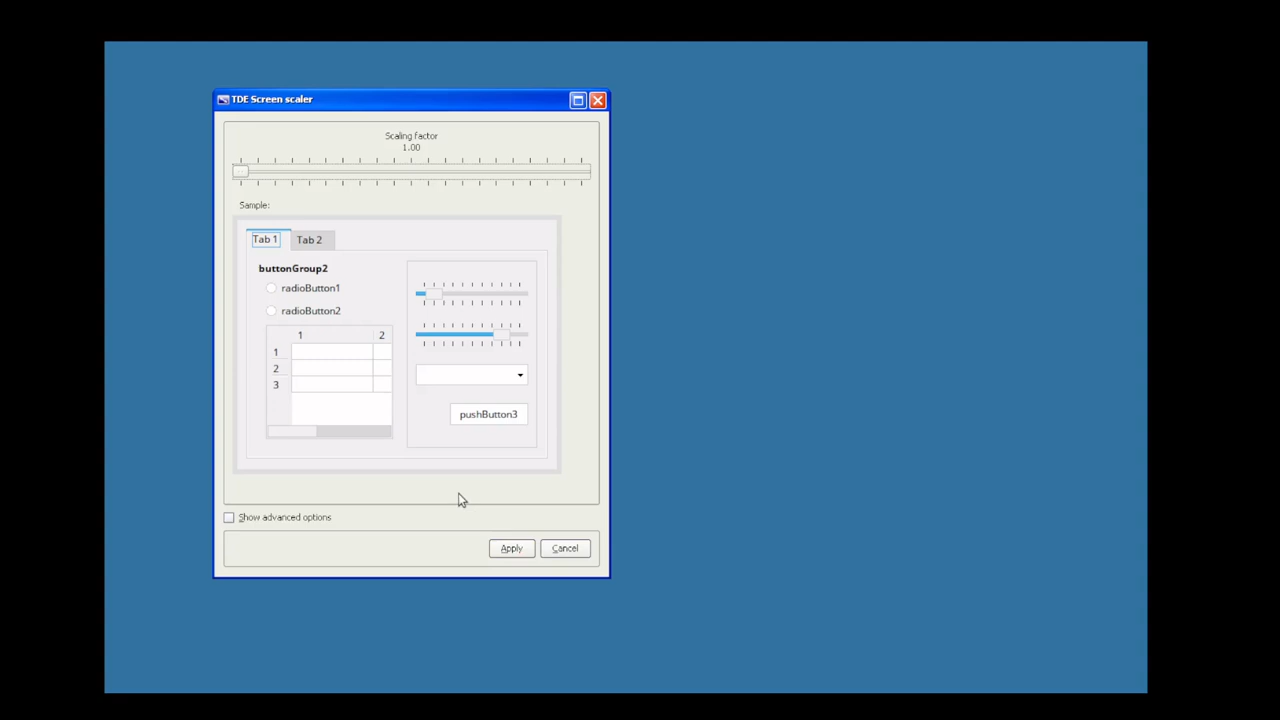 TDE Screen scaler
Scaling factor
1.00
Sample:
Tab 1
Tab 2
buttonGroup2
radioButton1
radioButton2
1
2
1
2
3
pushButton3
Show advanced options
Apply
Cancel